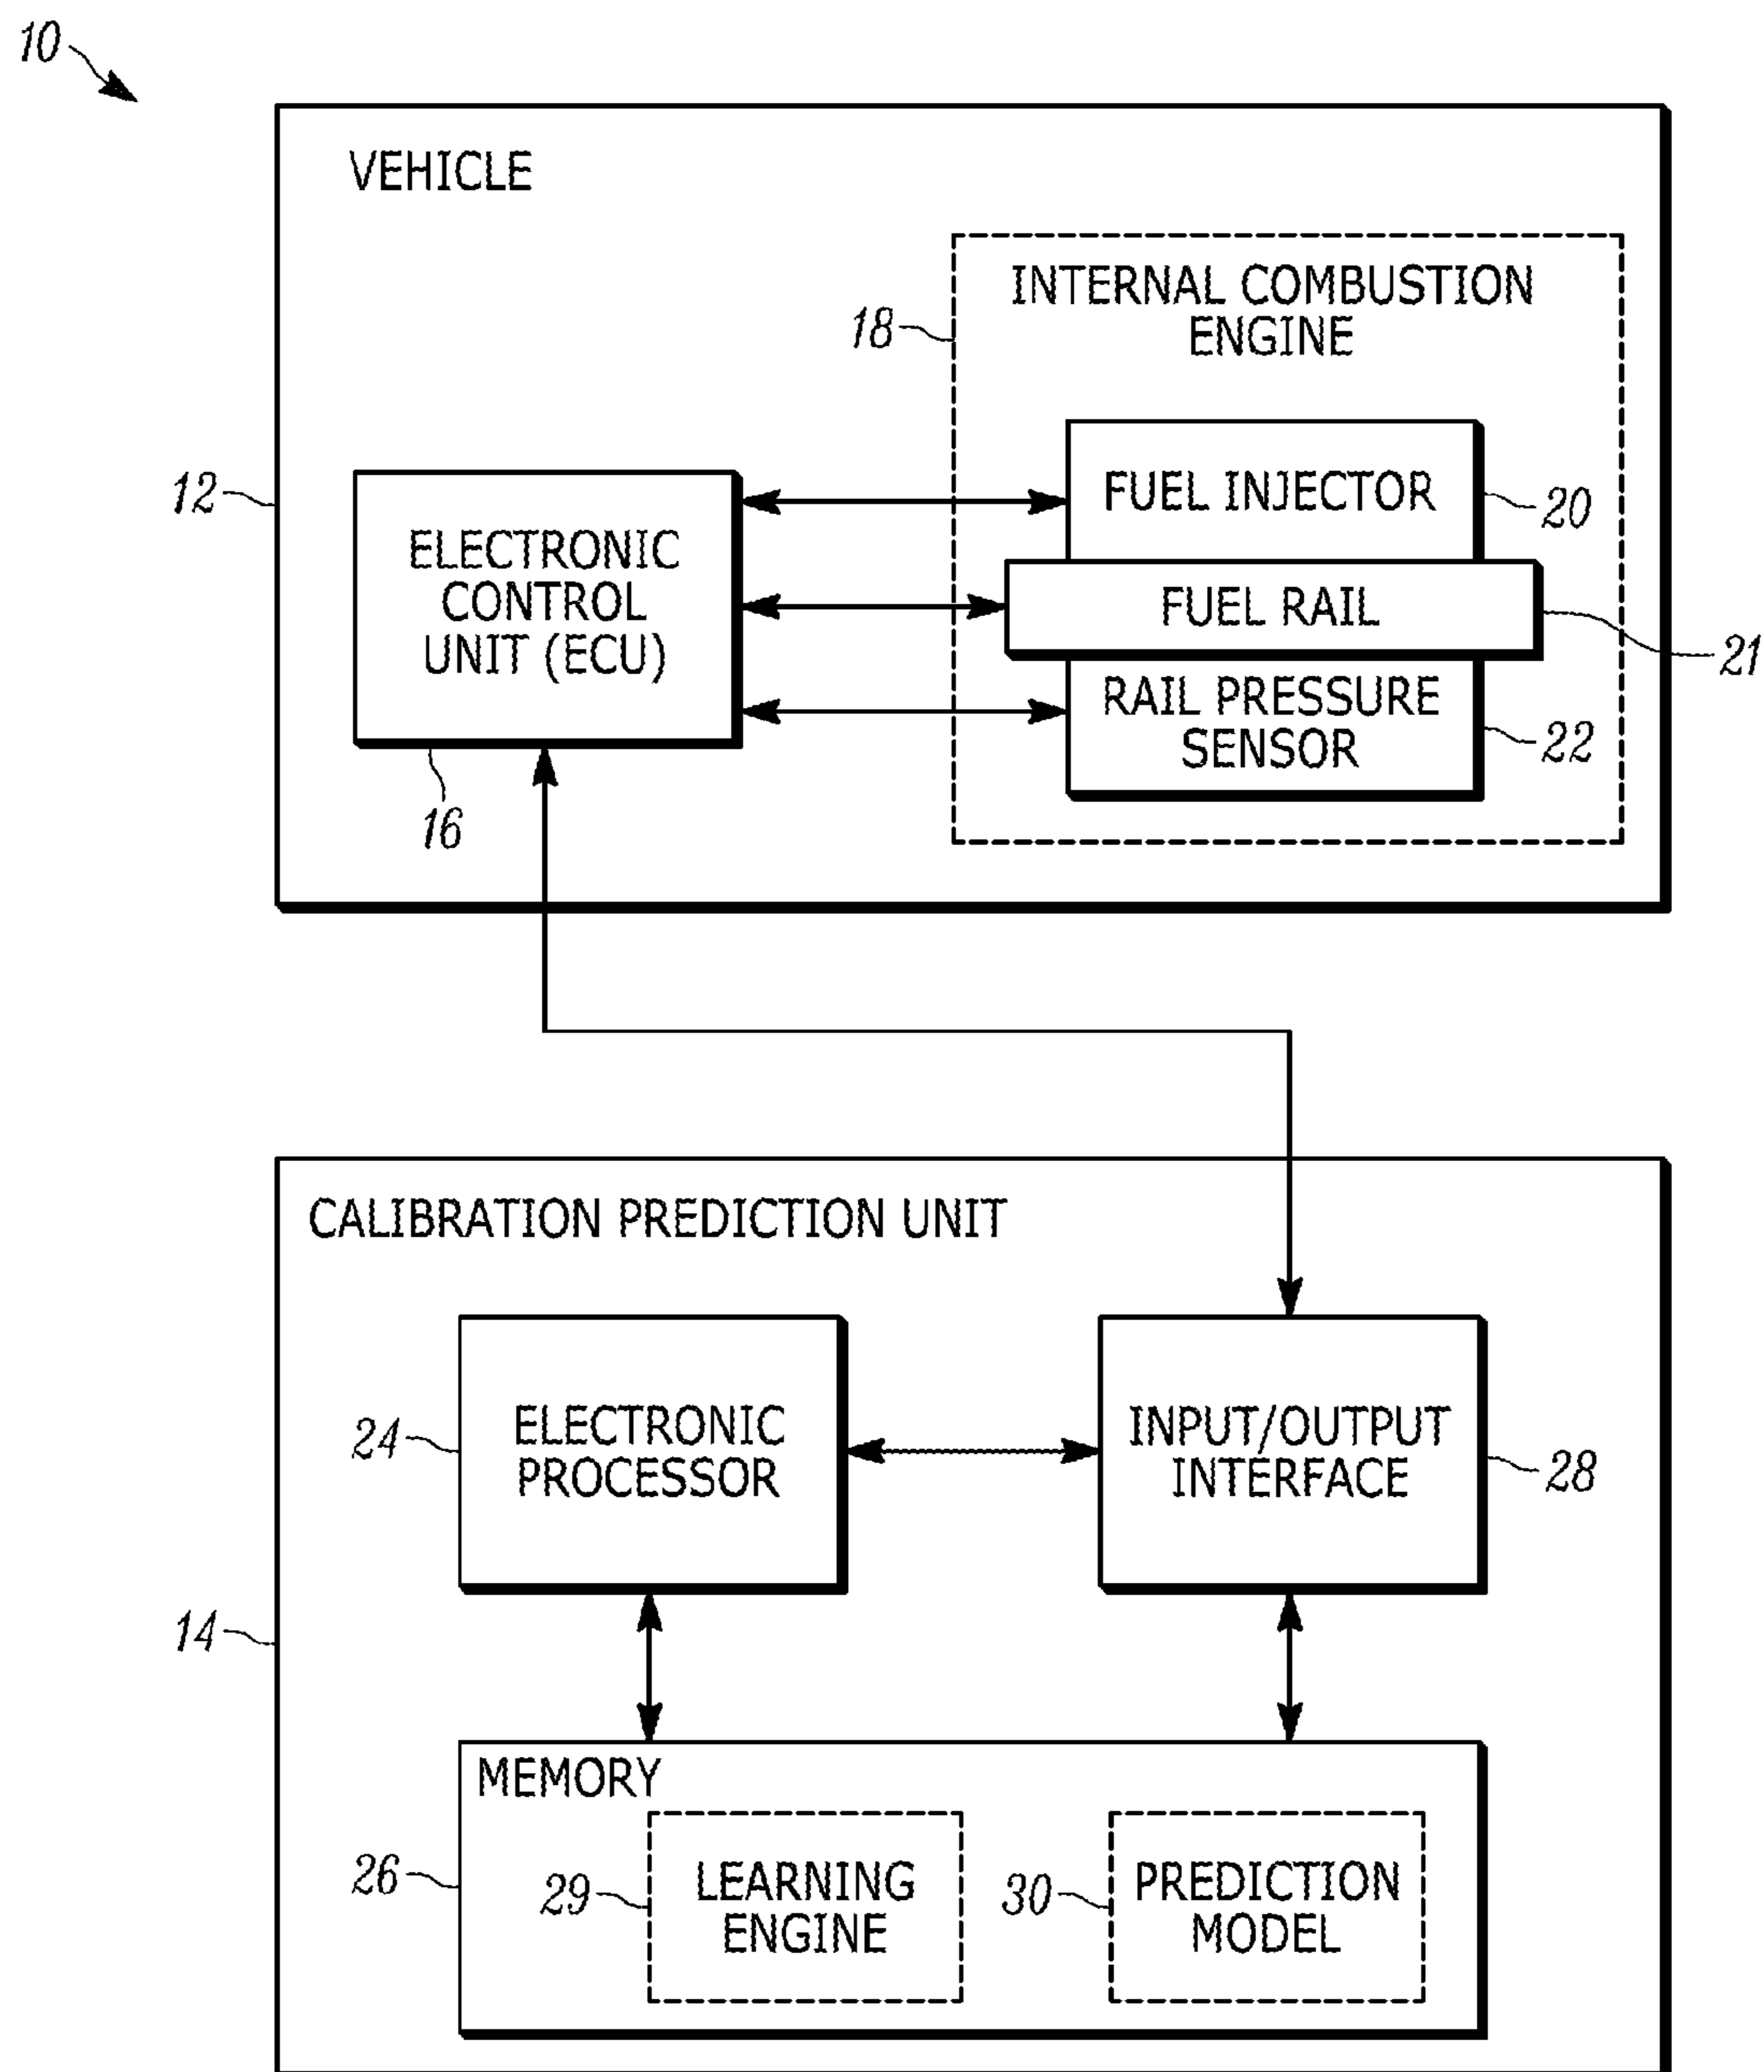 10
VEHICLE
INTERNAL COMBUSTION
ENGINE
18
12
FUEL INJECTOR
20
ELECTRONIC
CONTROL
UNIT (ECU)
FUEL RAIL
21
RAIL PRESSURE
SENSOR
22
16
CALIBRATION PREDICTION UNIT
24
ELECTRONIC
PROCESSOR
INPUT/OUTPUT
INTERFACE
28
14
MEMORY
26
29
LEARNING
ENGINE
30
PREDICTION
MODEL